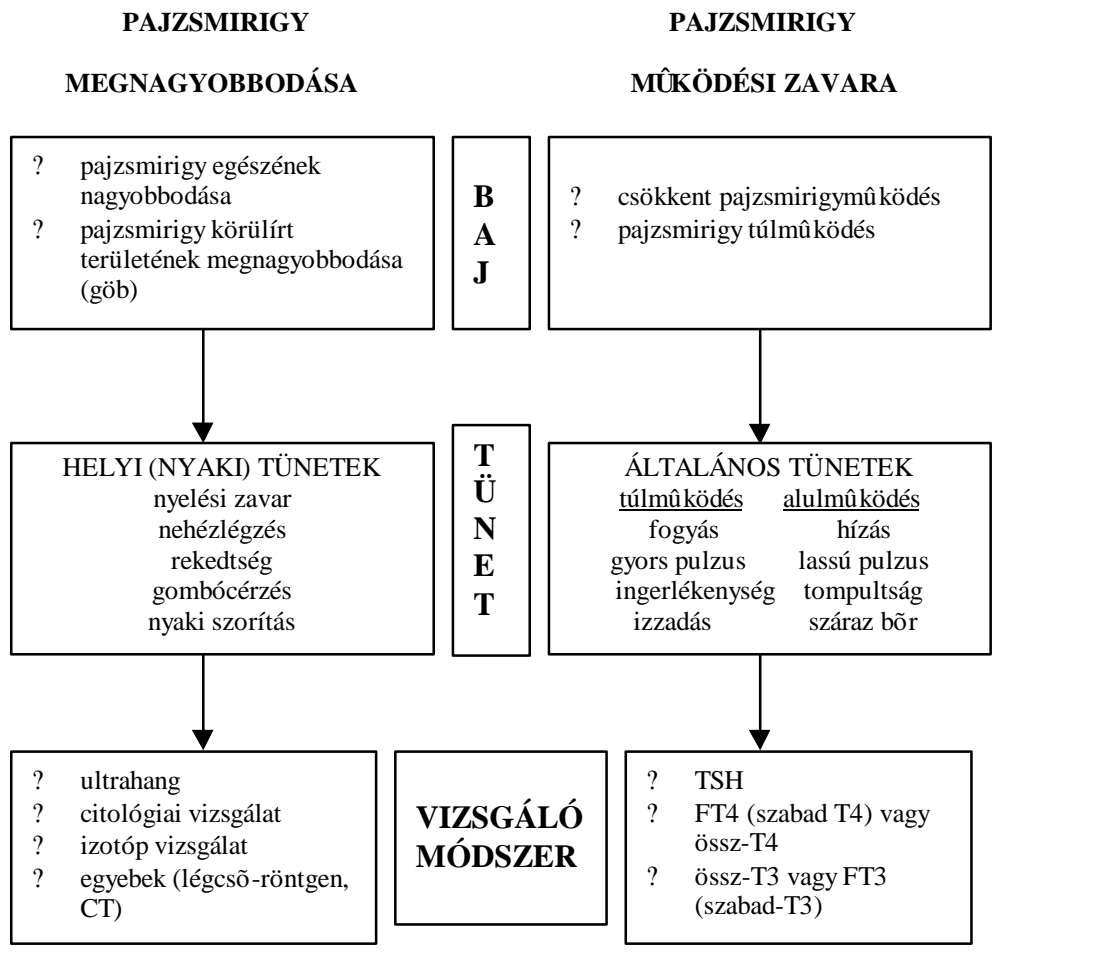 PAJZSMIRIGY
MEGNAGYOBBODÁSA
PAJZSMIRIGY
MÛKÖDÉSI ZAVARA
? pajzsmirigy egészének
nagyobbodása
? pajzsmirigy körülírt
területének megnagyobbodása
(göb)
B
A
J
? csökkent pajzsmirigymûködés
? pajzsmirigy túlmûködés
HELYI (NYAKI) TÜNETEK
nyelési zavar
nehézlégzés
rekedtség
gombócérzés
nyaki szorítás
T
Ü
N
E
T
ÁLTALÁNOS TÜNETEK
túlmûködés alulmûködés
fogyás hízás
gyors pulzus lassú pulzus
ingerlékenység tompultság
izzadás száraz bõr
? ultrahang
? citológiai vizsgálat
? izotóp vizsgálat
? egyebek (légcsõ-röntgen,
CT)
VIZSGÁLÓ
MÓDSZER
? TSH
? FT4 (szabad T4) vagy
össz-T4
? össz-T3 vagy FT3
(szabad-T3)